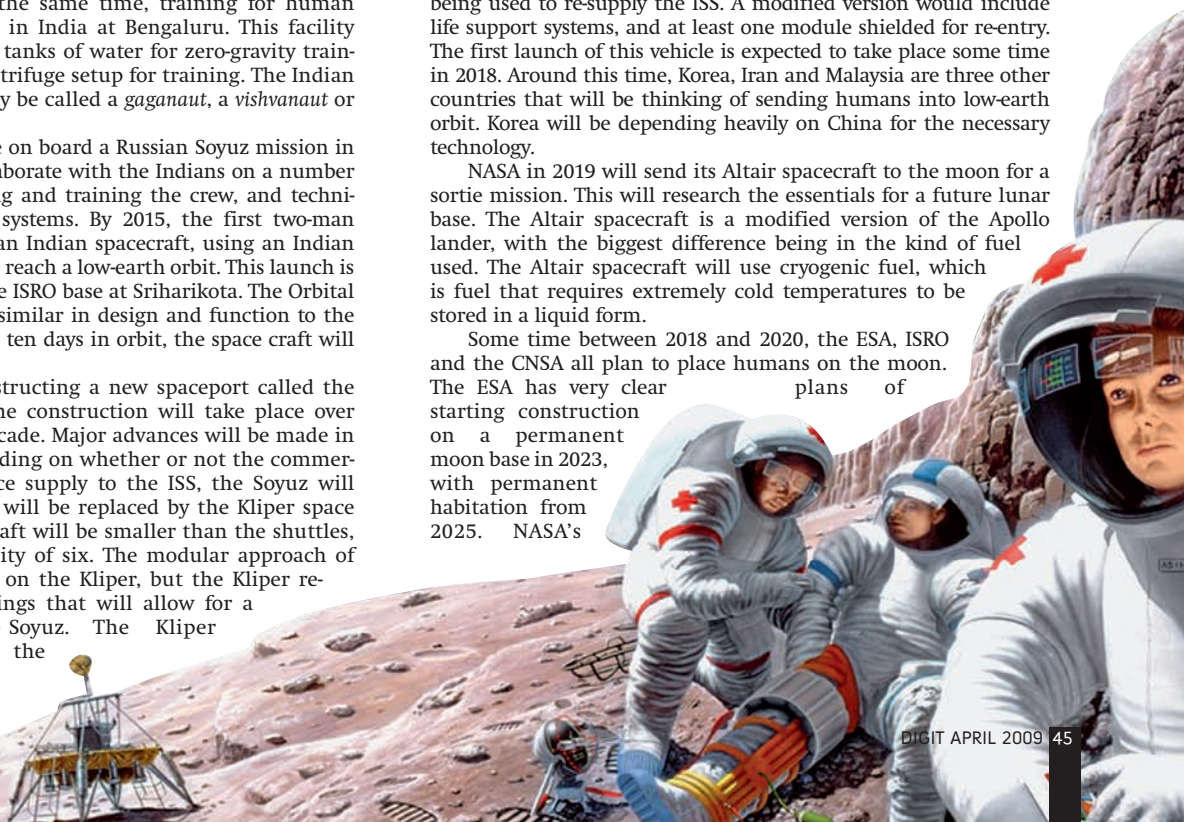 the same time, training for human
in India at Bengaluru. This facility
tanks of water for zero-gravity train-
trifuge setup for training. The Indian
y be called a gaganaut, a vishvanaut or
e on board a Russian Soyuz mission in
aborate with the Indians on a number
g and training the crew, and techni-
systems. By 2015, the first two-man
an Indian spacecraft, using an Indian
reach a low-earth orbit. This launch is
e ISRO base at Sriharikota. The Orbital
similar in design and function to the
ten days in orbit, the space craft will
structing a new spaceport called the
he construction will take place over
cade. Major advances will be made in
ding on whether or not the commer-
ce supply to the ISS, the Soyuz will
will be replaced by the Kliper space
aft will be smaller than the shuttles,
ity of six. The modular approach of
on the Kliper, but the Kliper re-
ings that will allow for a
Soyuz. The Kliper
the
being used to re-supply the ISS. A modified version would include
life support systems, and at least one module shielded for re-entry.
The first launch of this vehicle is expected to take place some time
in 2018. Around this time, Korea, Iran and Malaysia are three other
countries that will be thinking of sending humans into low-earth
orbit. Korea will be depending heavily on China for the necessary
technology.
NASA in 2019 will send its Altair spacecraft to the moon for a
sortie mission. This will research the essentials for a future lunar
base. The Altair spacecraft is a modified version of the Apollo
lander, with the biggest difference being in the kind of fuel
used. The Altair spacecraft will use cryogenic fuel, which
is fuel that requires extremely cold temperatures to be
stored in a liquid form.
Some time between 2018 and 2020, the ESA, ISRO
and the CNSA all plan to place humans on the moon.
The ESA has very clear plans of
starting construction
on a permanent
moon base in 2023,
with permanent
habitation from
2025. NASA's
DIGIT APRIL 2009 45